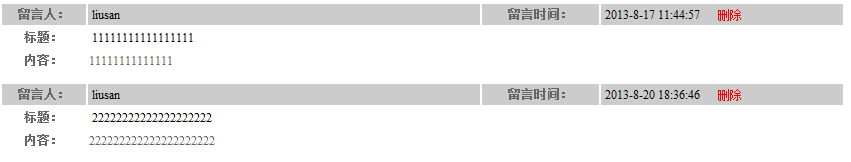 留言人： liusan 留言时间： 2013-8-17 11:44:57 删除
标题： 11111111111111111
内容： 11111111111111
留言人： liusan 留言时间： 2013-8-20 18:36:46 删除
标题： 22222222222222222222
内容： 222222222222222222222